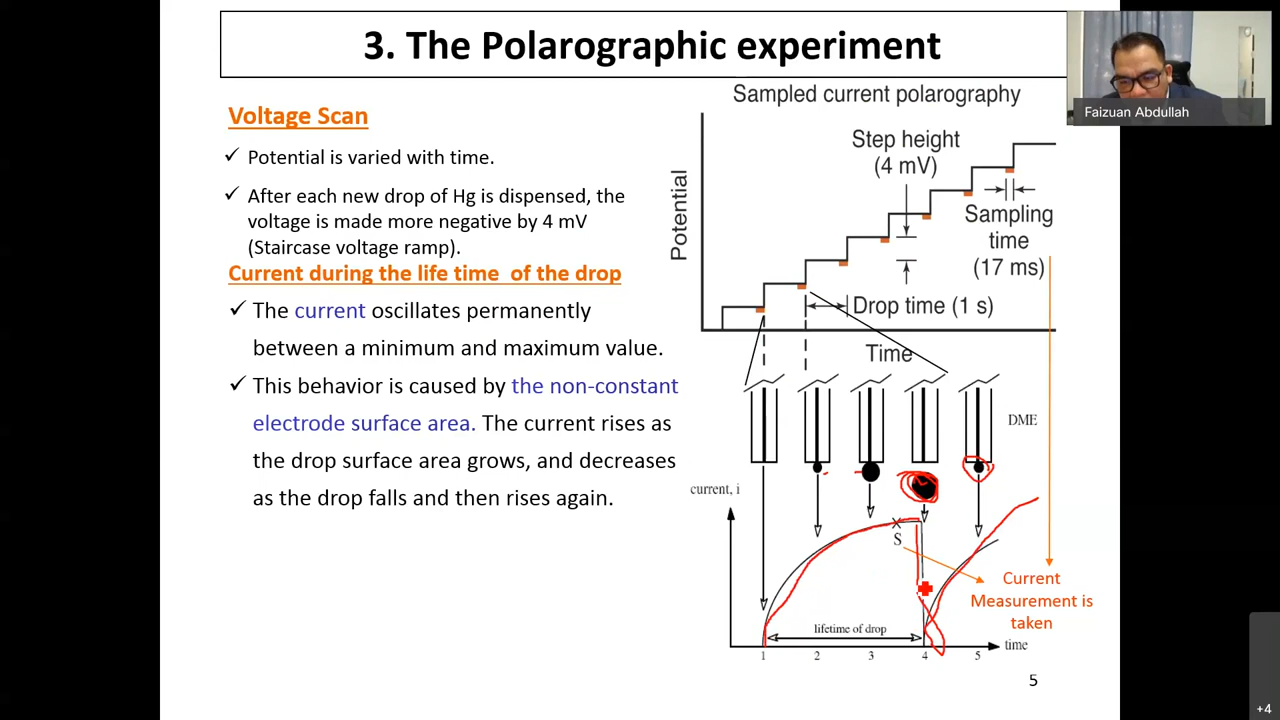 3. The Polarographic experiment
Faizuan Abdullah
Voltage Scan
✓ Potential is varied with time.
✓ After each new drop of Hg is dispensed, the
voltage is made more negative by 4 mV
(Staircase voltage ramp).
Current during the life time of the drop
✓ The current oscillates permanently
between a minimum and maximum value.
✓ This behavior is caused by the non-constant
electrode surface area. The current rises as
the drop surface area grows, and decreases
as the drop falls and then rises again.
Sampled current polarography
Step height
(4 mV)
Potential
Sampling
time
(17 ms)
Drop time (1 s)
Time
DME
current, i
S
Current
Measurement is
taken
lifetime of drop
time
1 2 3 4 5
5
+4